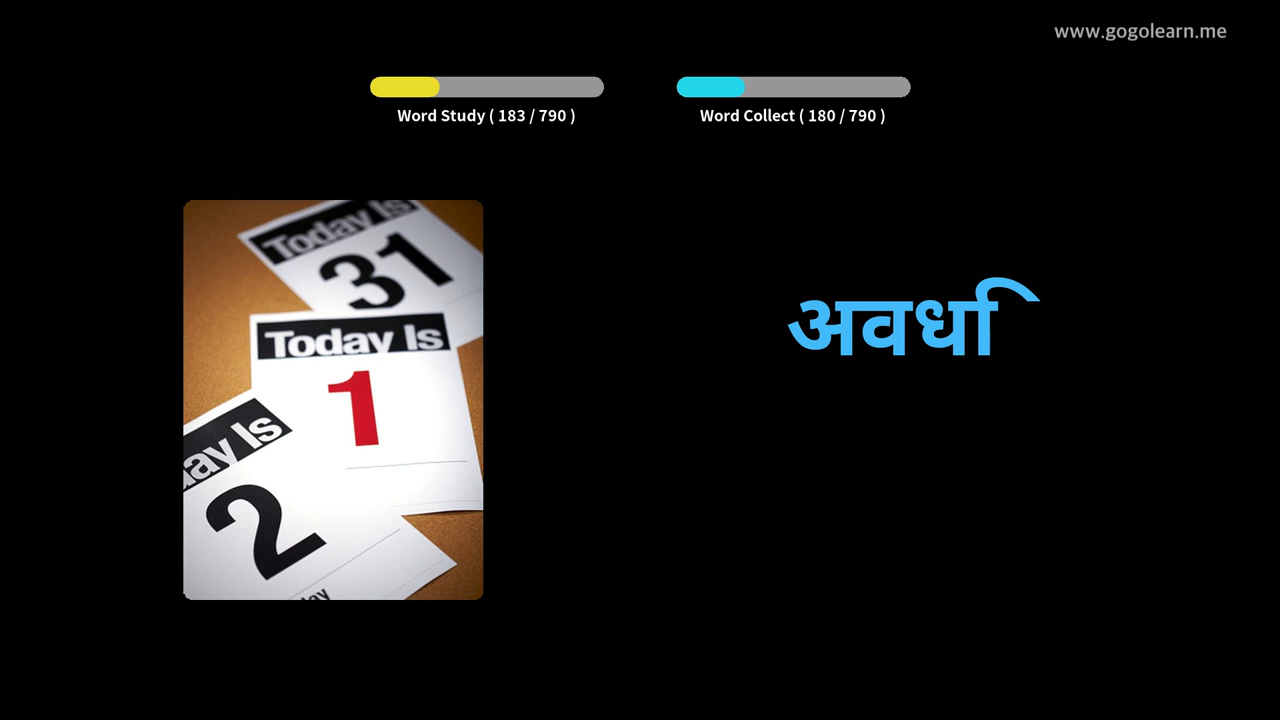 www.gogolearn.me
Word Study ( 183 / 790 )
Word Collect ( 180 / 790 )
Today Is
31
Today Is
1
ay Is
2
अवधि